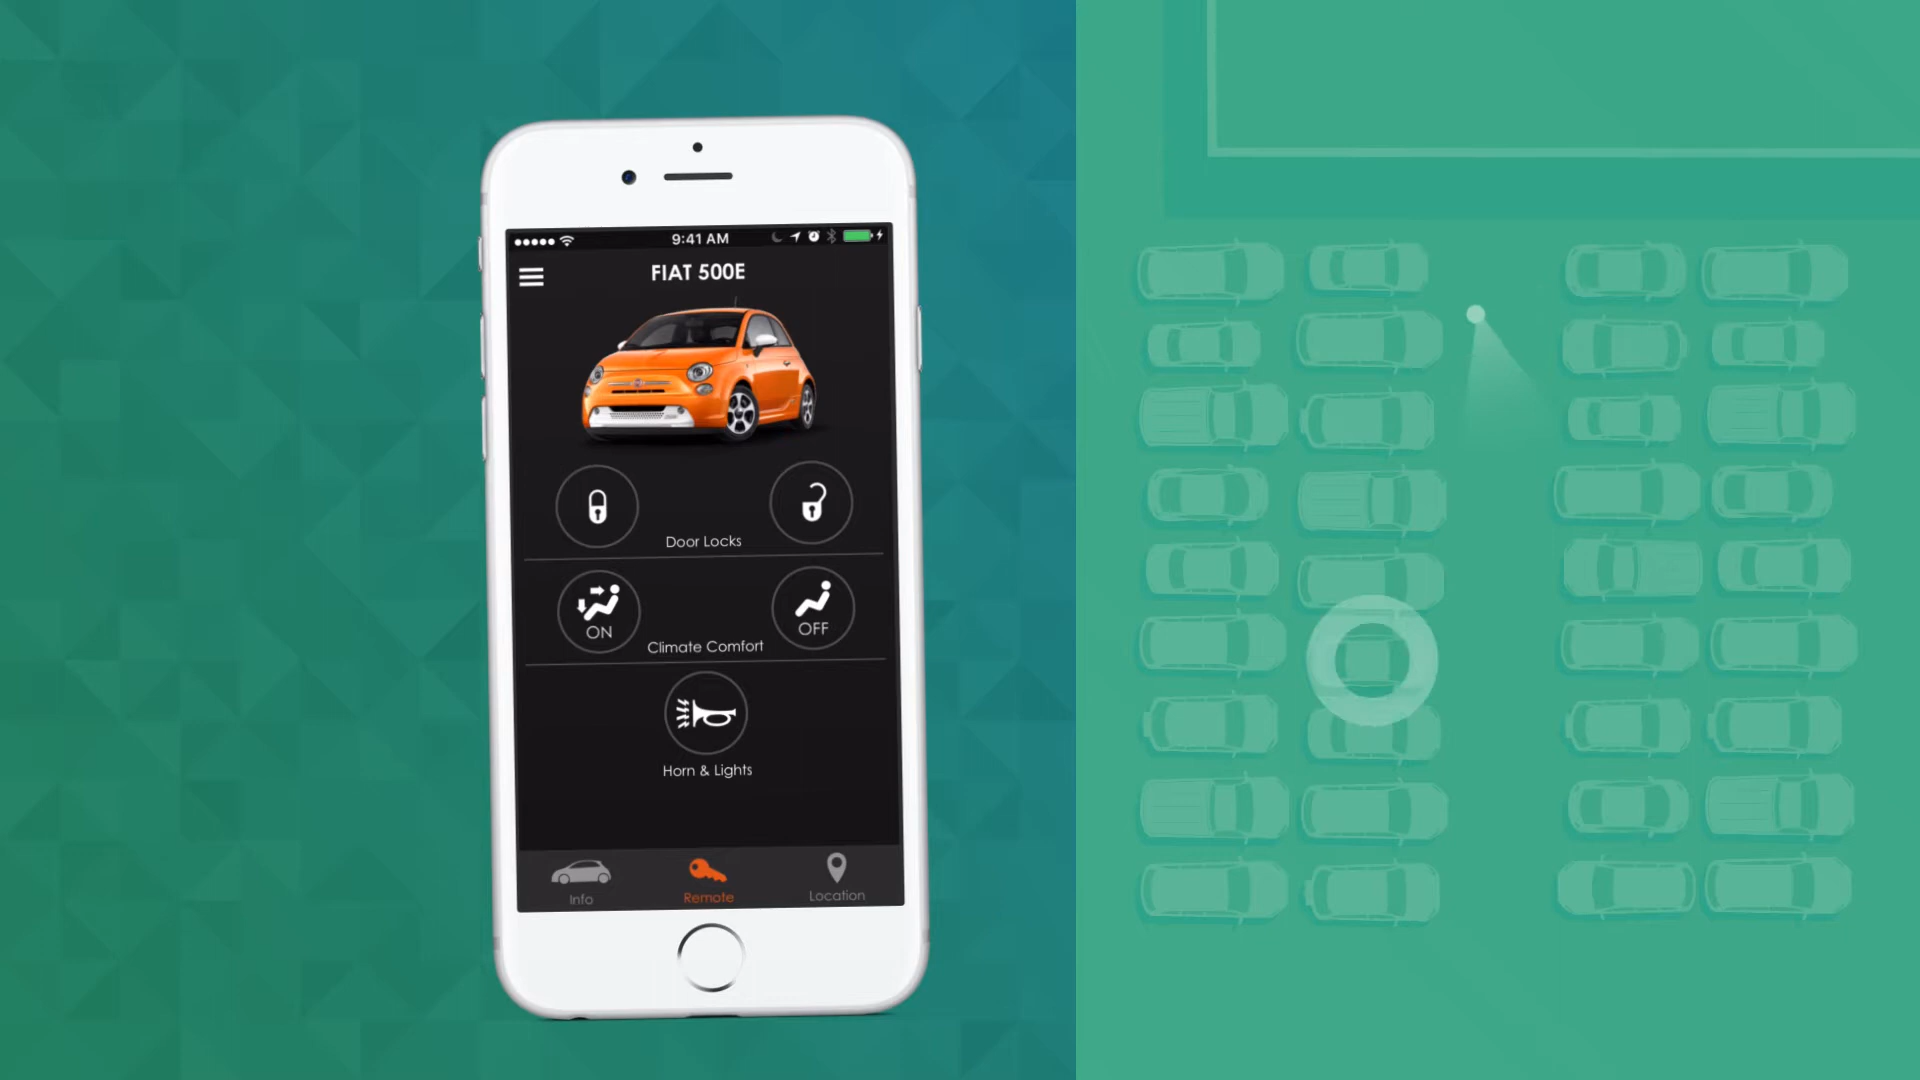 9:41 AM
FIAT 500E
Door Locks
ON
OFF
Climate Comfort
Horn & Lights
Info
Remote
Location